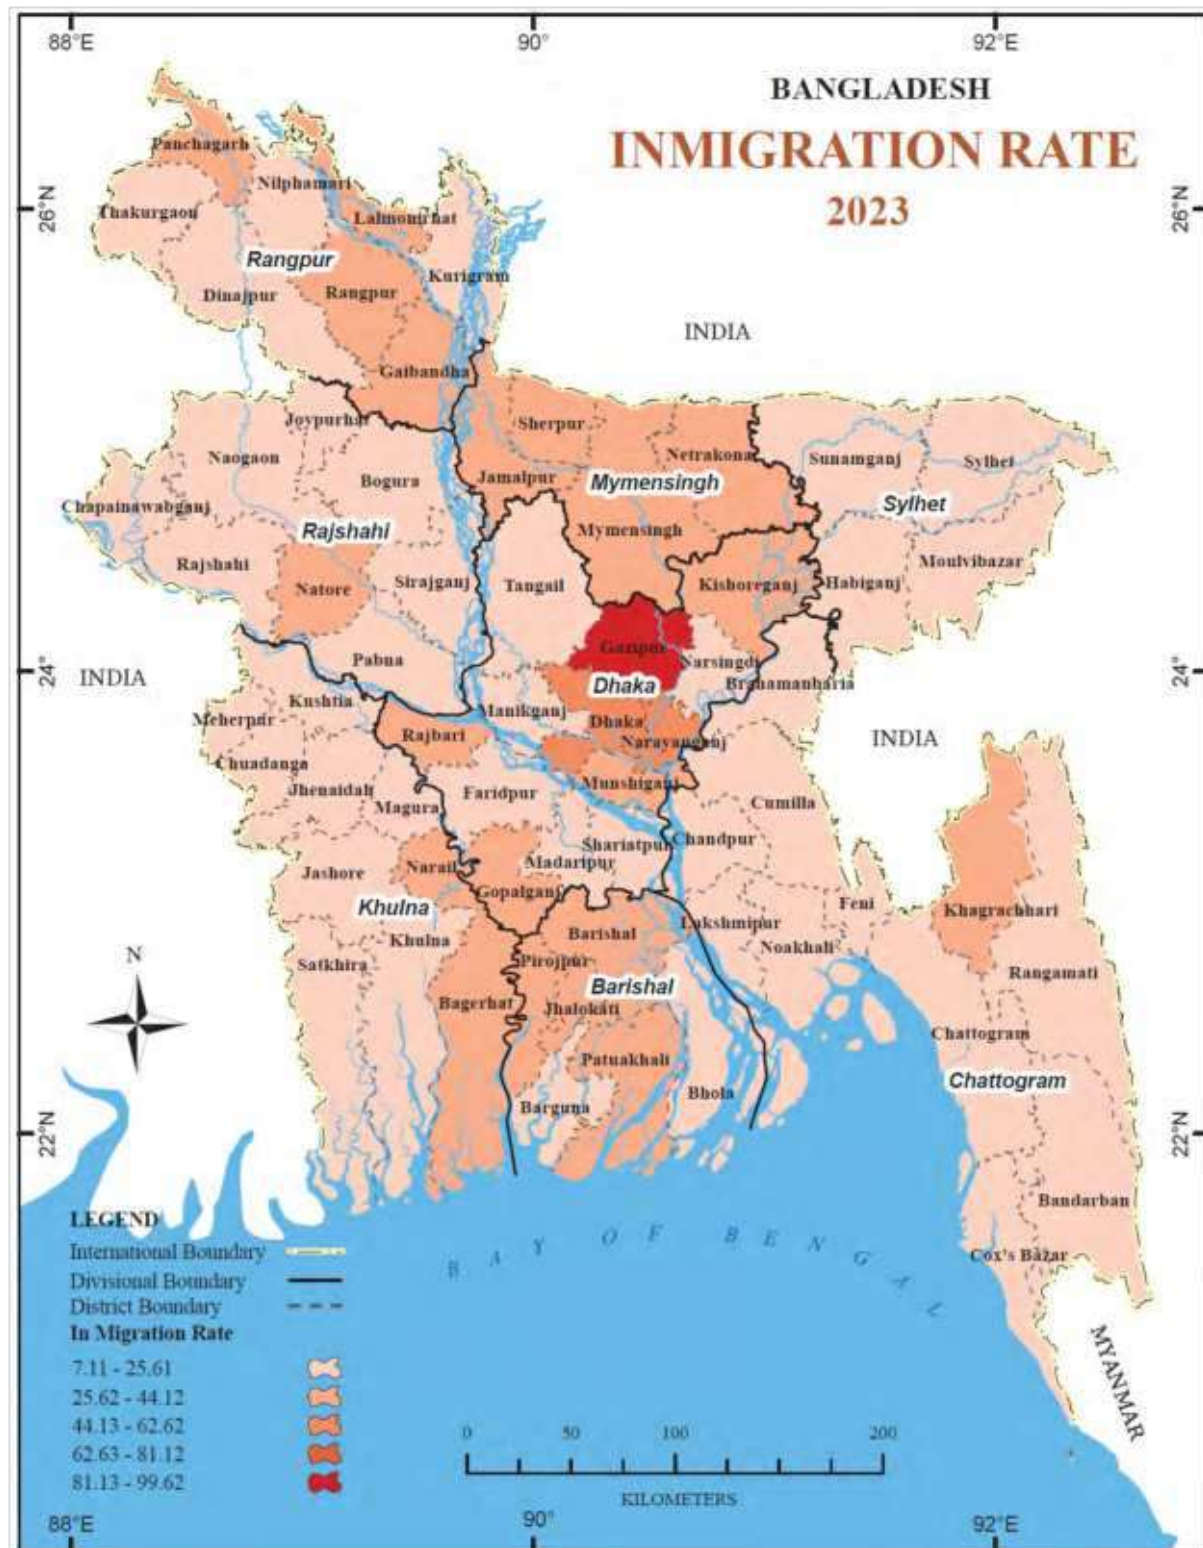 88°E
90°
92°E
BANGLADESH
INMIGRATION RATE
2023
26°N
26°N
Panchagarh
Nilphamari
Thakurgaon
Lalmonirhat
Rangpur
Kurigram
Dinajpur
Rangpur
INDIA
Gaibandha
Joypurhat
Sherpur
Naogaon
Netrakona
Sunamganj
Sylhet
Bogura
Jamalpur
Mymensingh
Chapainawabganj
Sylhet
Rajshahi
Mymensingh
Rajshahi
Natore
Sirajganj
Tangail
Kishoreganj
Habiganj
Moulvibazar
Gazipur
24°
24°
INDIA
Pabna
Dhaka
Narsingdi
Brahamanbaria
Kushtia
Manikganj
Meherpur
Rajbari
Dhaka
Narayanganj
INDIA
Chuadanga
Jhenaidah
Magura
Faridpur
Munshiganj
Cumilla
Shariatpur
Chandpur
Jashore
Narail
Madaripur
Gopalganj
Khulna
Feni
Khagrachhari
Khulna
Barishal
Lakshmipur
Noakhali
N
Satkhira
Pirojpur
Rangamati
Bagerhat
Barishal
Jhalokati
Chattogram
Patuakhali
Chattogram
Barguna
Bhola
22°N
22°N
Bandarban
LEGEND
International Boundary
BAY OF BENGAL
Cox's Bazar
Divisional Boundary
District Boundary
In Migration Rate
MYANMAR
7.11 - 25.61
25.62 - 44.12
44.13 - 62.62
62.63 - 81.12
81.13 - 99.62
0 50 100 200
KILOMETERS
88°E
90°
92°E